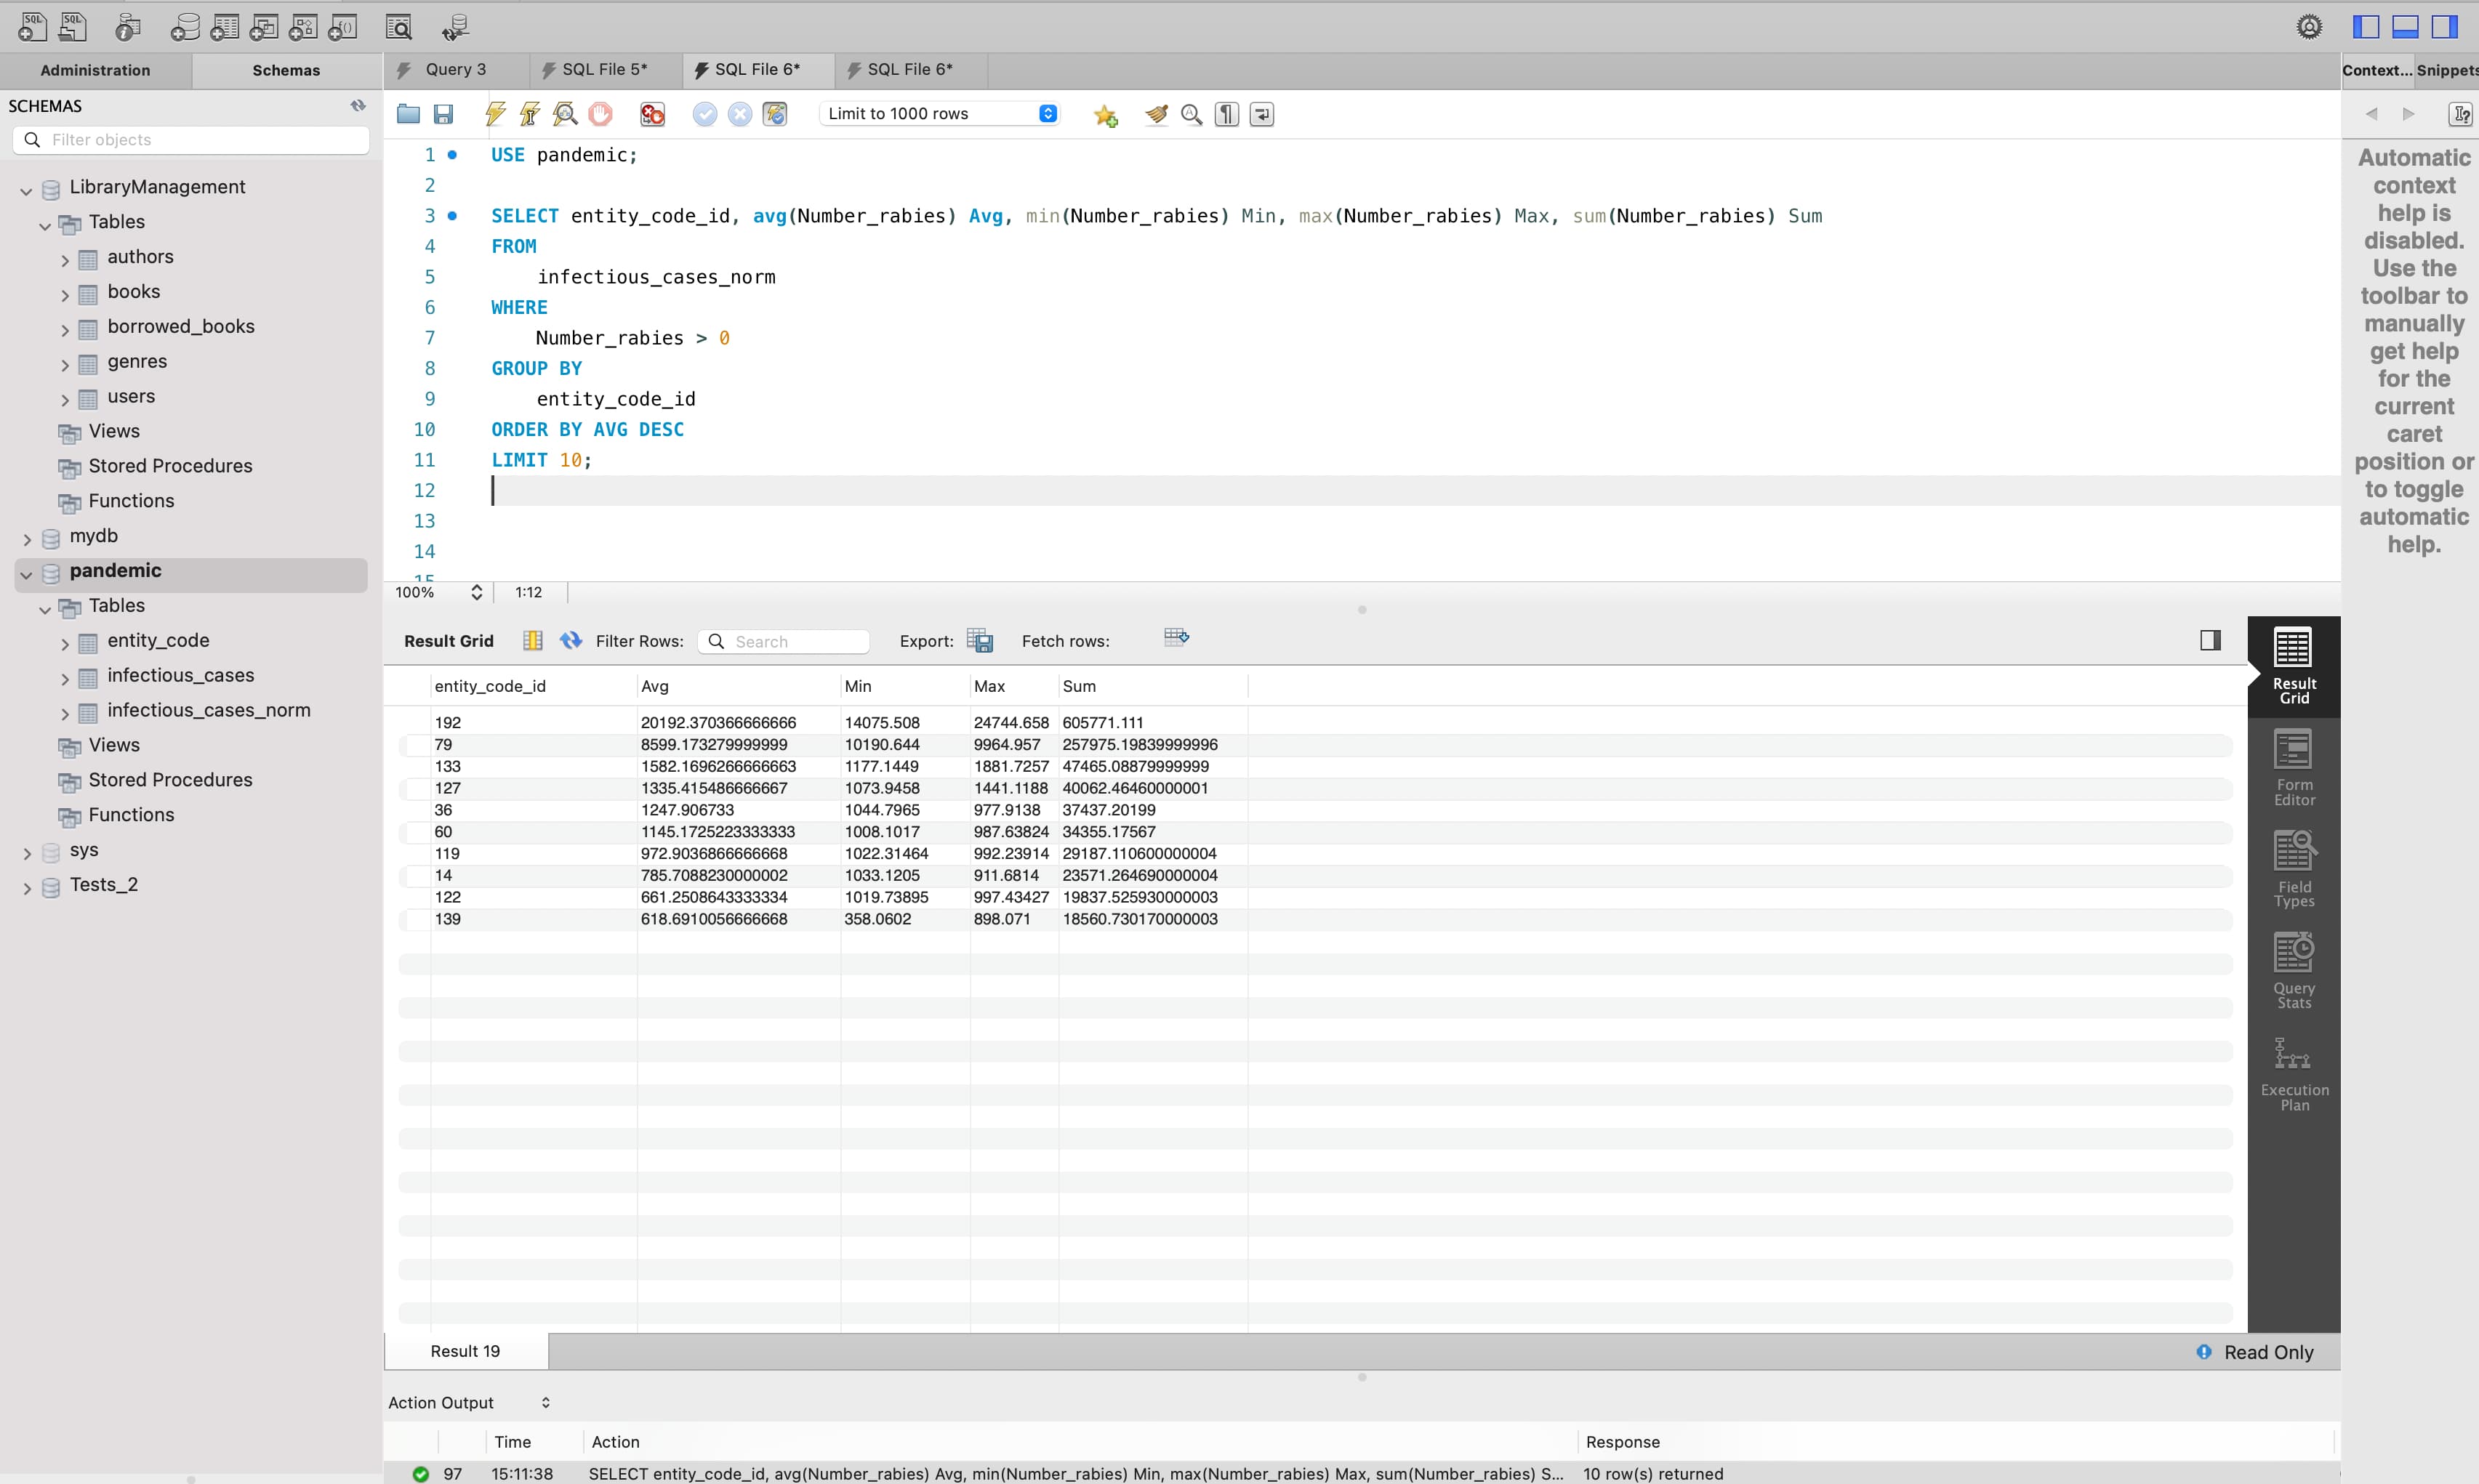 Administration Schemas
SCHEMAS
Filter objects
LibraryManagement
Tables
authors
books
borrowed_books
genres
users
Views
Stored Procedures
Functions
mydb
pandemic
Tables
entity_code
infectious_cases
infectious_cases_norm
Views
Stored Procedures
Functions
sys
Tests_2
Query 3 SQL File 5* SQL File 6* SQL File 6*
Limit to 1000 rows
1 USE pandemic;
2
3 SELECT entity_code_id, avg(Number_rabies) Avg, min(Number_rabies) Min, max(Number_rabies) Max, sum(Number_rabies) Sum
4 FROM
5 infectious_cases_norm
6 WHERE
7 Number_rabies > 0
8 GROUP BY
9 entity_code_id
10 ORDER BY AVG DESC
11 LIMIT 10;
12
13
14
15
100% 1:12
Result Grid Filter Rows: Search Export: Fetch rows:
entity_code_id Avg Min Max Sum
192 20192.370366666666 14075.508 24744.658 605771.111
79 8599.173279999999 10190.644 9964.957 257975.19839999996
133 1582.1696266666663 1177.1449 1881.7257 47465.08879999999
127 1335.415486666667 1073.9458 1441.1188 40062.46460000001
36 1247.906733 1044.7965 977.9138 37437.20199
60 1145.1725223333333 1008.1017 987.63824 34355.17567
119 972.9036866666668 1022.31464 992.23914 29187.110600000004
14 785.7088230000002 1033.1205 911.6814 23571.264690000004
122 661.2508643333334 1019.73895 997.43427 19837.525930000003
139 618.6910056666668 358.0602 898.071 18560.730170000003
Result 19
Read Only
Action Output
Time Action Response
97 15:11:38 SELECT entity_code_id, avg(Number_rabies) Avg, min(Number_rabies) Min, max(Number_rabies) Max, sum(Number_rabies) S... 10 row(s) returned
Result
Grid
Form
Editor
Field
Types
Query
Stats
Execution
Plan
Context... Snippets
Automatic
context
help is
disabled.
Use the
toolbar to
manually
get help
for the
current
caret
position or
to toggle
automatic
help.